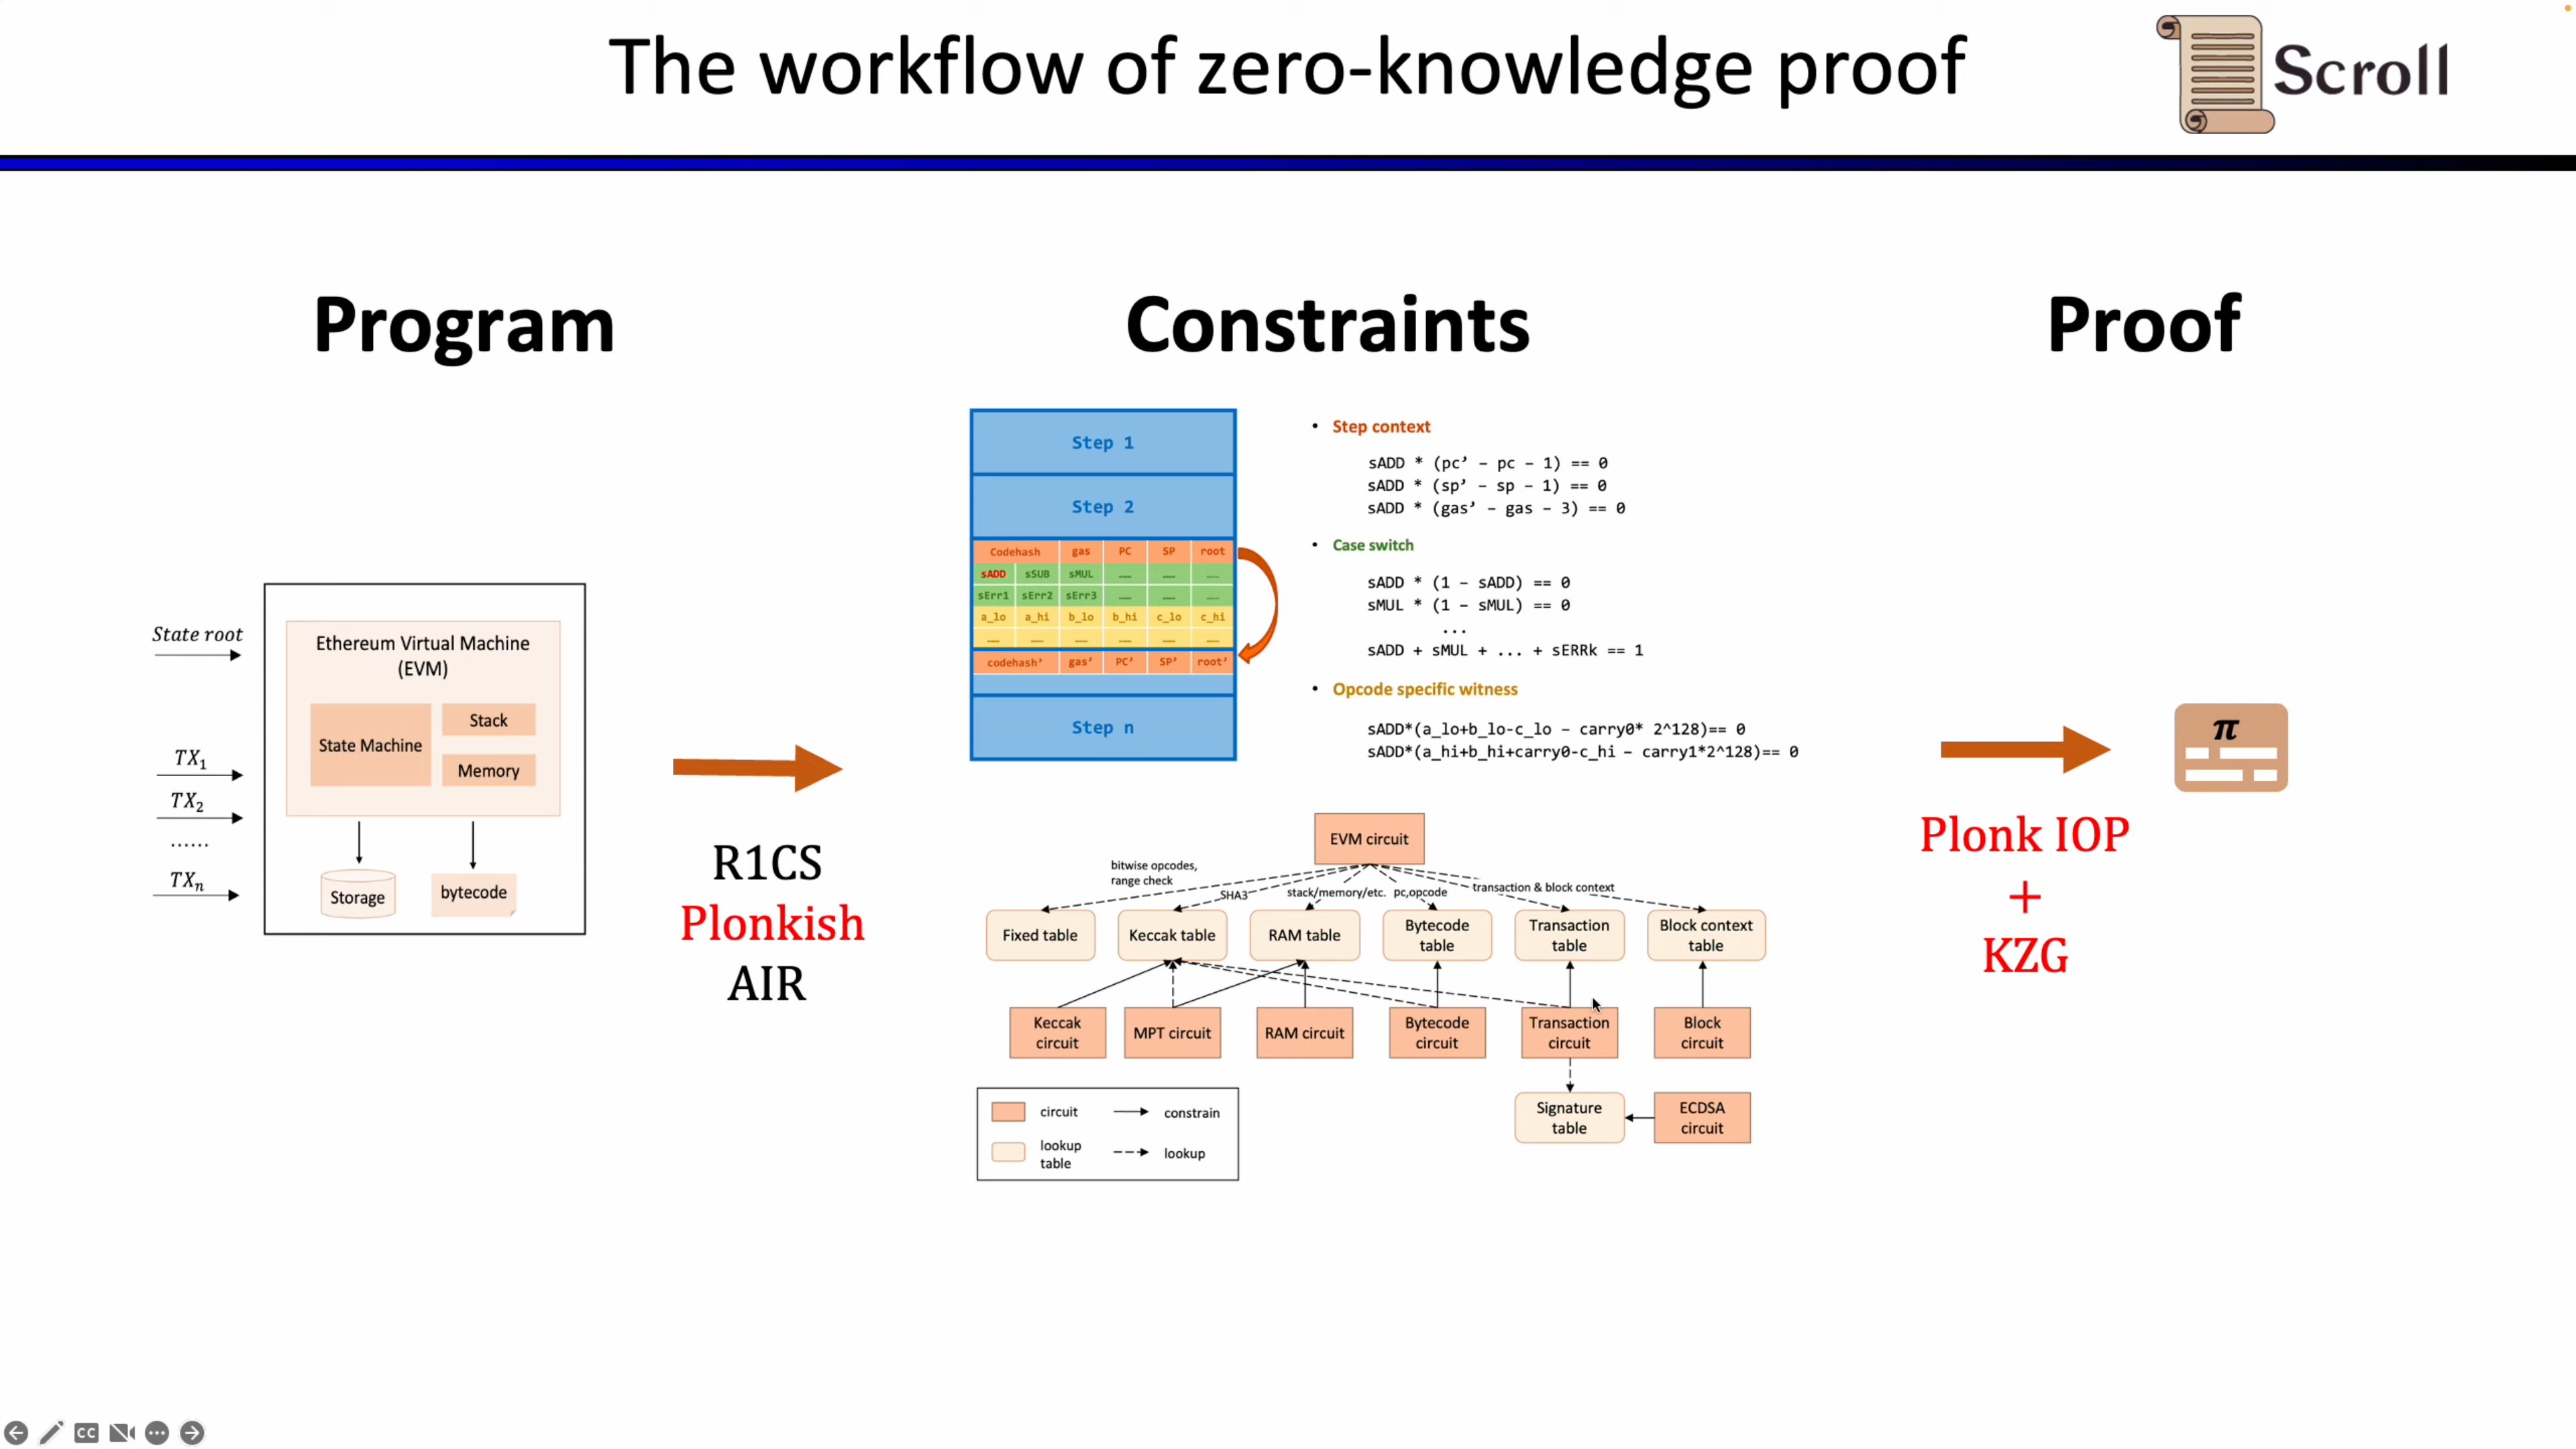 The workflow of zero-knowledge proof
Scroll
Program
Constraints
Proof
State root
TX1
TX2
......
TXn
Ethereum Virtual Machine
(EVM)
State Machine
Stack
Memory
Storage
bytecode
R1CS
Plonkish
AIR
Step 1
Step 2
Codehash gas PC SP root
sADD sSUB sMUL
sErr1 sErr2 sErr3
a_lo a_hi b_lo b_hi c_lo c_hi
codehash’ gas’ PC’ SP’ root’
Step n
• Step context
sADD * (pc’ – pc – 1) == 0
sADD * (sp’ – sp – 1) == 0
sADD * (gas’ – gas – 3) == 0
• Case switch
sADD * (1 – sADD) == 0
sMUL * (1 – sMUL) == 0
...
sADD + sMUL + ... + sERRk == 1
• Opcode specific witness
sADD*(a_lo+b_lo-c_lo – carry0* 2^128)== 0
sADD*(a_hi+b_hi+carry0-c_hi – carry1*2^128)== 0
EVM circuit
bitwise opcodes,
range check
SHA3
stack/memory/etc.
pc,opcode
transaction & block context
Fixed table
Keccak table
RAM table
Bytecode
table
Transaction
table
Block context
table
Keccak
circuit
MPT circuit
RAM circuit
Bytecode
circuit
Transaction
circuit
Block
circuit
Signature
table
ECDSA
circuit
circuit
constrain
lookup
table
lookup
Plonk IOP
+
KZG
π
CC